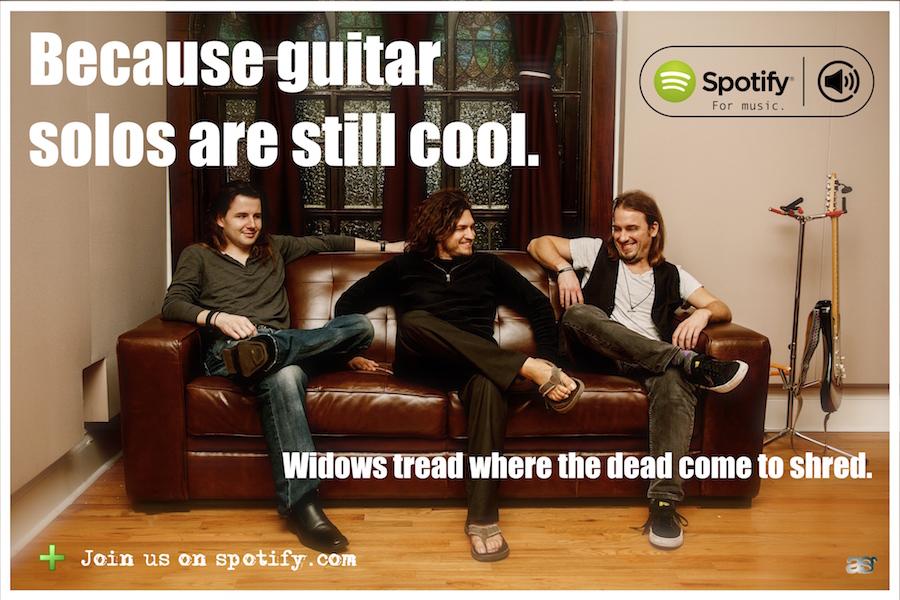 Because guitar
solos are still cool.
Spotify®
For music.
Widows tread where the dead come to shred.
Join us on spotify.com
asr